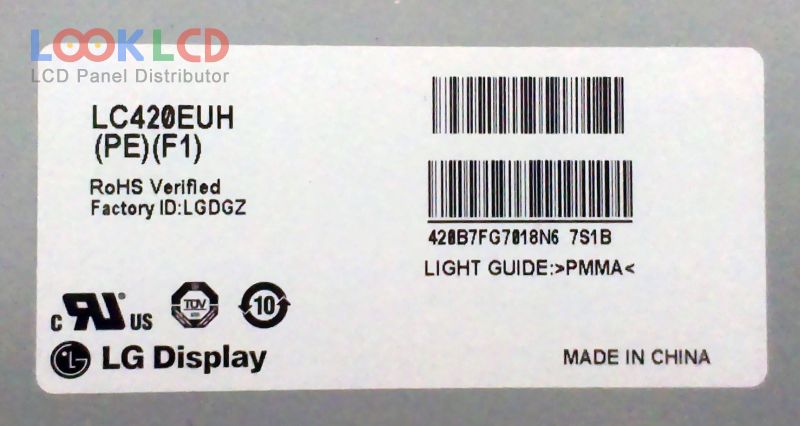 LOOKLCD
LCD Panel Distributor
LC420EUH
(PE)(F1)
RoHS Verified
Factory ID:LGDGZ
420B7FG7018N6 7S1B
LIGHT GUIDE:>PMMA<
c RU US
TÜV
10
LG Display
MADE IN CHINA